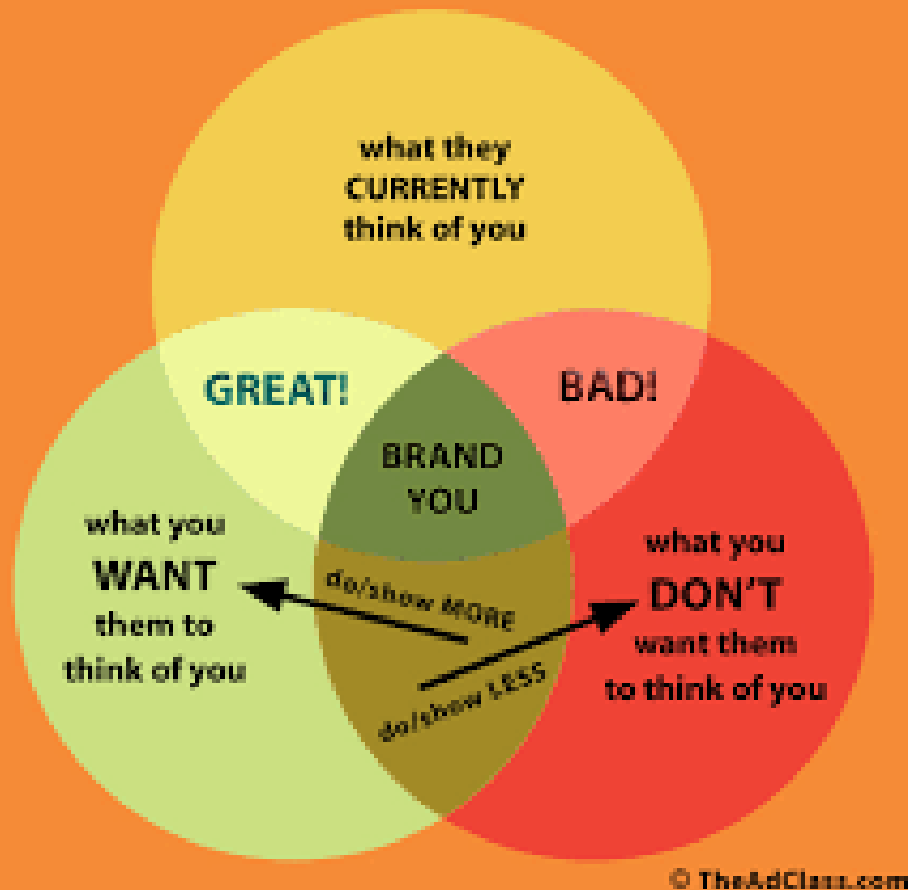 what they
CURRENTLY
think of you
GREAT!
BAD!
BRAND
YOU
what you
WANT
them to
think of you
do/show MORE
do/show LESS
what you
DON'T
want them
to think of you
© TheAdClass.com